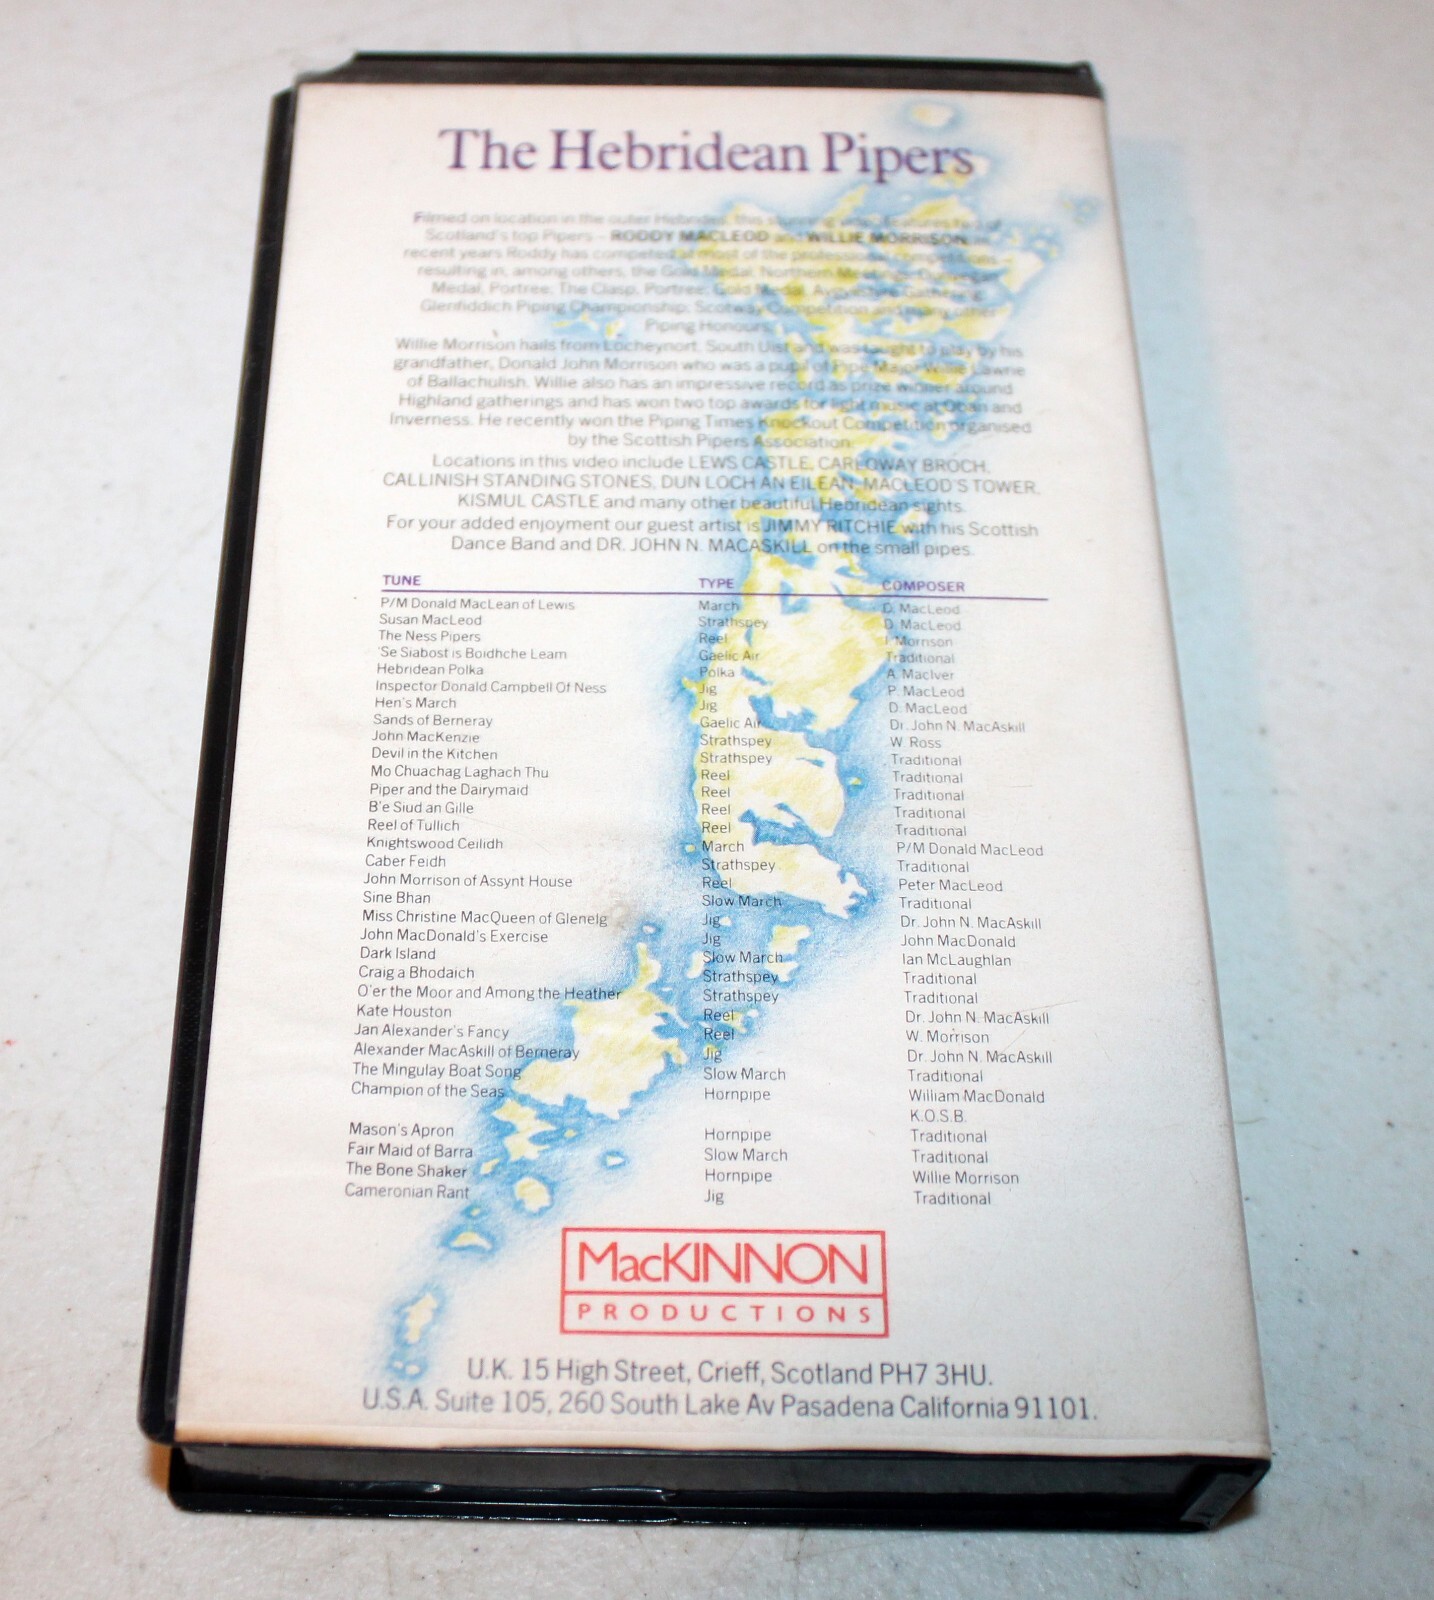 The Hebridean Pipers
Filmed on location in the outer Hebrides, this stunning video features two of
Scotland's top Pipers - RODDY MACLEOD and WILLIE MORRISON. In
recent years Roddy has competed at most of the professional competitions
resulting in, among others, the Gold Medal, Northern Meeting;
Medal, Portree; The Clasp, Portree; Gold Medal, Gathering;
Glenfiddich Piping Championship; Scotway Competition and many other
Piping Honours.
Willie Morrison hails from Locheynort, South Uist and was taught to play by his
grandfather, Donald John Morrison who was a pupil of Pipe Major Willie Lawrie
of Ballachulish. Willie also has an impressive record as prize winner around
Highland gatherings and has won two top awards for light music at Oban and
Inverness. He recently won the Piping Times Knockout Competition organised
by the Scottish Pipers Association.
Locations in this video include LEWS CASTLE, CARLOWAY BROCH,
CALLINISH STANDING STONES, DUN LOCH AN EILEAN, MACLEOD'S TOWER,
KISMUL CASTLE and many other beautiful Hebridean sights.
For your added enjoyment our guest artist is JIMMY RITCHIE with his Scottish
Dance Band and DR. JOHN N. MACASKILL on the small pipes.
TUNE TYPE COMPOSER
P/M Donald MacLean of Lewis March D. MacLeod
Susan MacLeod Strathspey D. MacLeod
The Ness Pipers Reel I. Morrison
'Se Siabost is Boidhche Leam Gaelic Air Traditional
Hebridean Polka Polka A. MacIver
Inspector Donald Campbell Of Ness Jig P. MacLeod
Hen's March Jig D. MacLeod
Sands of Berneray Gaelic Air Dr. John N. MacAskill
John MacKenzie Strathspey W. Ross
Devil in the Kitchen Strathspey Traditional
Mo Chuachag Laghach Thu Reel Traditional
Piper and the Dairymaid Reel Traditional
B'e Siud an Gille Reel Traditional
Reel of Tullich Reel Traditional
Knightswood Ceilidh March P/M Donald MacLeod
Caber Feidh Strathspey Traditional
John Morrison of Assynt House Reel Peter MacLeod
Sine Bhan Slow March Traditional
Miss Christine MacQueen of Glenelg Jig Dr. John N. MacAskill
John MacDonald's Exercise Jig John MacDonald
Dark Island Slow March Ian McLaughlan
Craig a Bhodaich Strathspey Traditional
O'er the Moor and Among the Heather Strathspey Traditional
Kate Houston Reel Dr. John N. MacAskill
Jan Alexander's Fancy Reel W. Morrison
Alexander MacAskill of Berneray Jig Dr. John N. MacAskill
The Mingulay Boat Song Slow March Traditional
Champion of the Seas Hornpipe William MacDonald
K.O.S.B.
Mason's Apron Hornpipe Traditional
Fair Maid of Barra Slow March Traditional
The Bone Shaker Hornpipe Willie Morrison
Cameronian Rant Jig Traditional
MacKINNON
PRODUCTIONS
U.K. 15 High Street, Crieff, Scotland PH7 3HU.
U.S.A. Suite 105, 260 South Lake Av Pasadena California 91101.